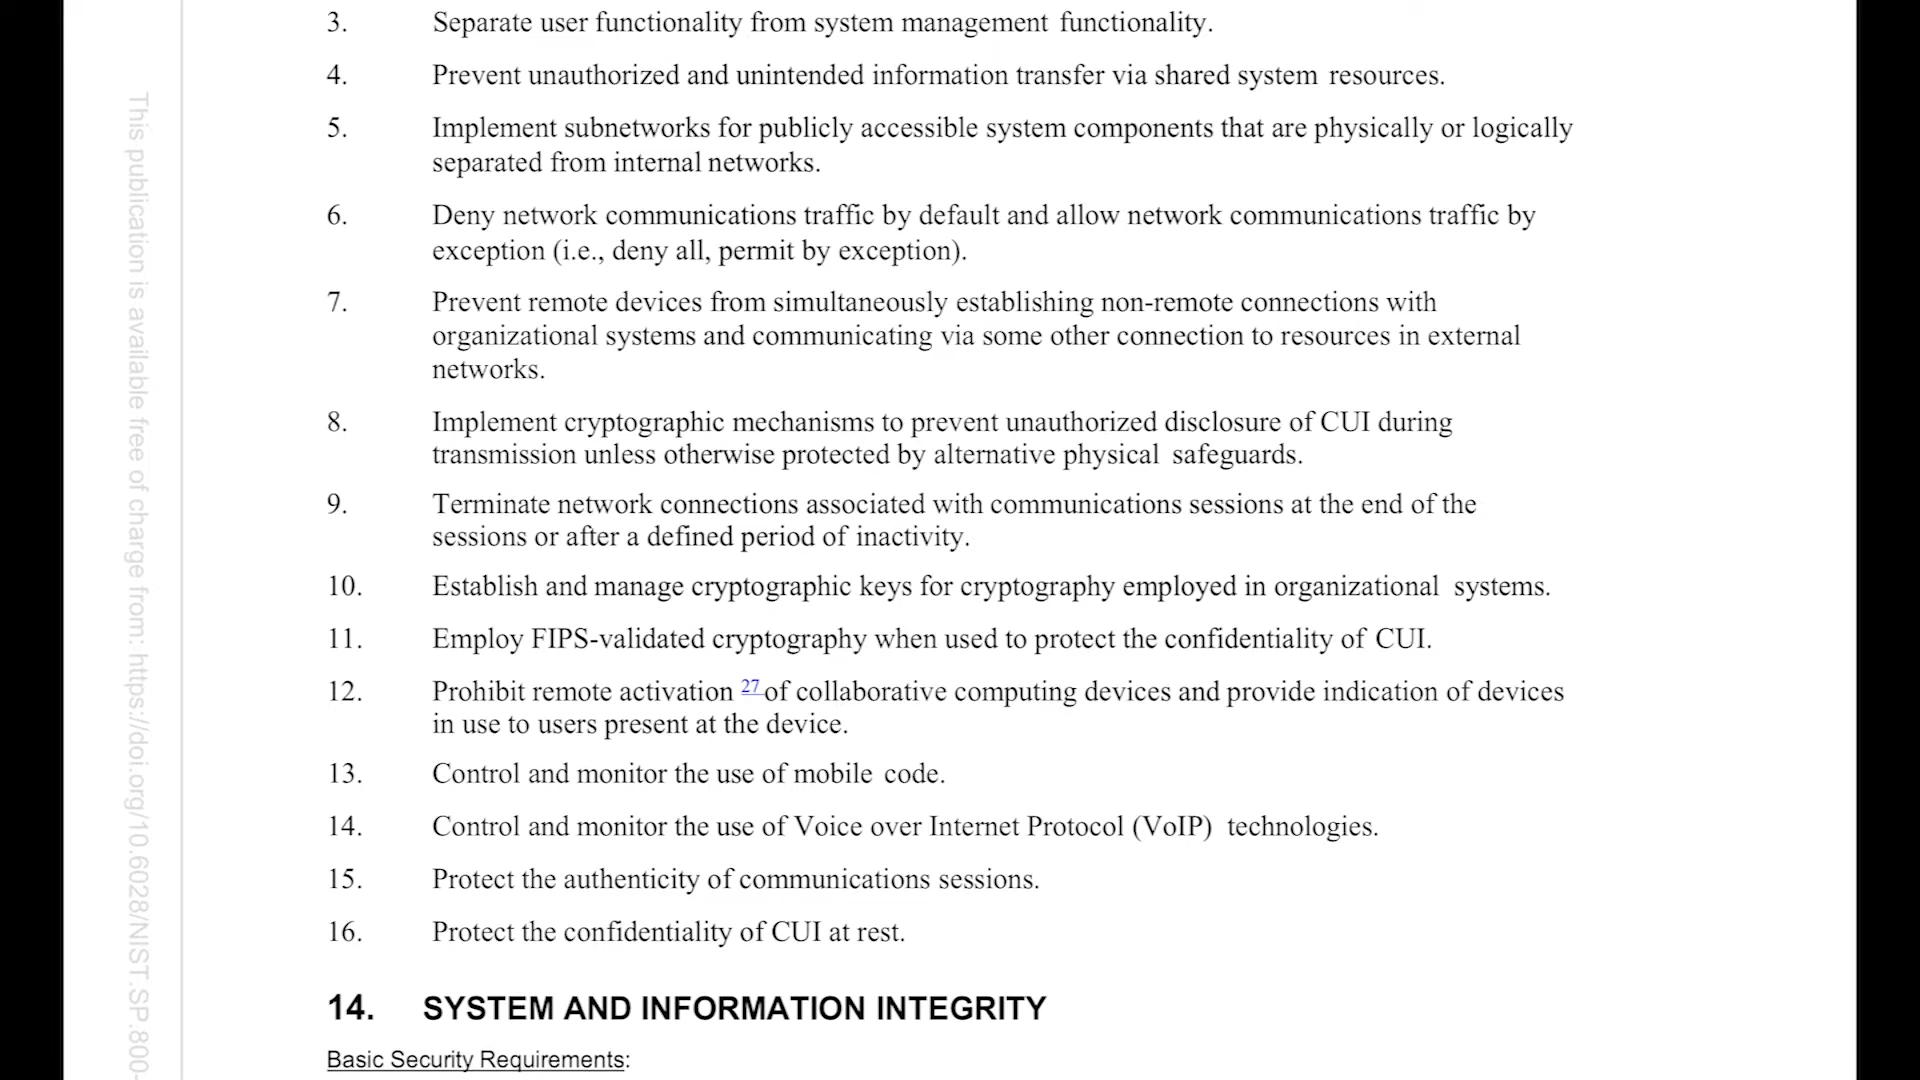 This publication is available free of charge from: https://doi.org/10.6028/NIST.SP.800-
3. Separate user functionality from system management functionality.
4. Prevent unauthorized and unintended information transfer via shared system resources.
5. Implement subnetworks for publicly accessible system components that are physically or logically
separated from internal networks.
6. Deny network communications traffic by default and allow network communications traffic by
exception (i.e., deny all, permit by exception).
7. Prevent remote devices from simultaneously establishing non-remote connections with
organizational systems and communicating via some other connection to resources in external
networks.
8. Implement cryptographic mechanisms to prevent unauthorized disclosure of CUI during
transmission unless otherwise protected by alternative physical safeguards.
9. Terminate network connections associated with communications sessions at the end of the
sessions or after a defined period of inactivity.
10. Establish and manage cryptographic keys for cryptography employed in organizational systems.
11. Employ FIPS-validated cryptography when used to protect the confidentiality of CUI.
12. Prohibit remote activation 27 of collaborative computing devices and provide indication of devices
in use to users present at the device.
13. Control and monitor the use of mobile code.
14. Control and monitor the use of Voice over Internet Protocol (VoIP) technologies.
15. Protect the authenticity of communications sessions.
16. Protect the confidentiality of CUI at rest.
14. SYSTEM AND INFORMATION INTEGRITY
Basic Security Requirements: